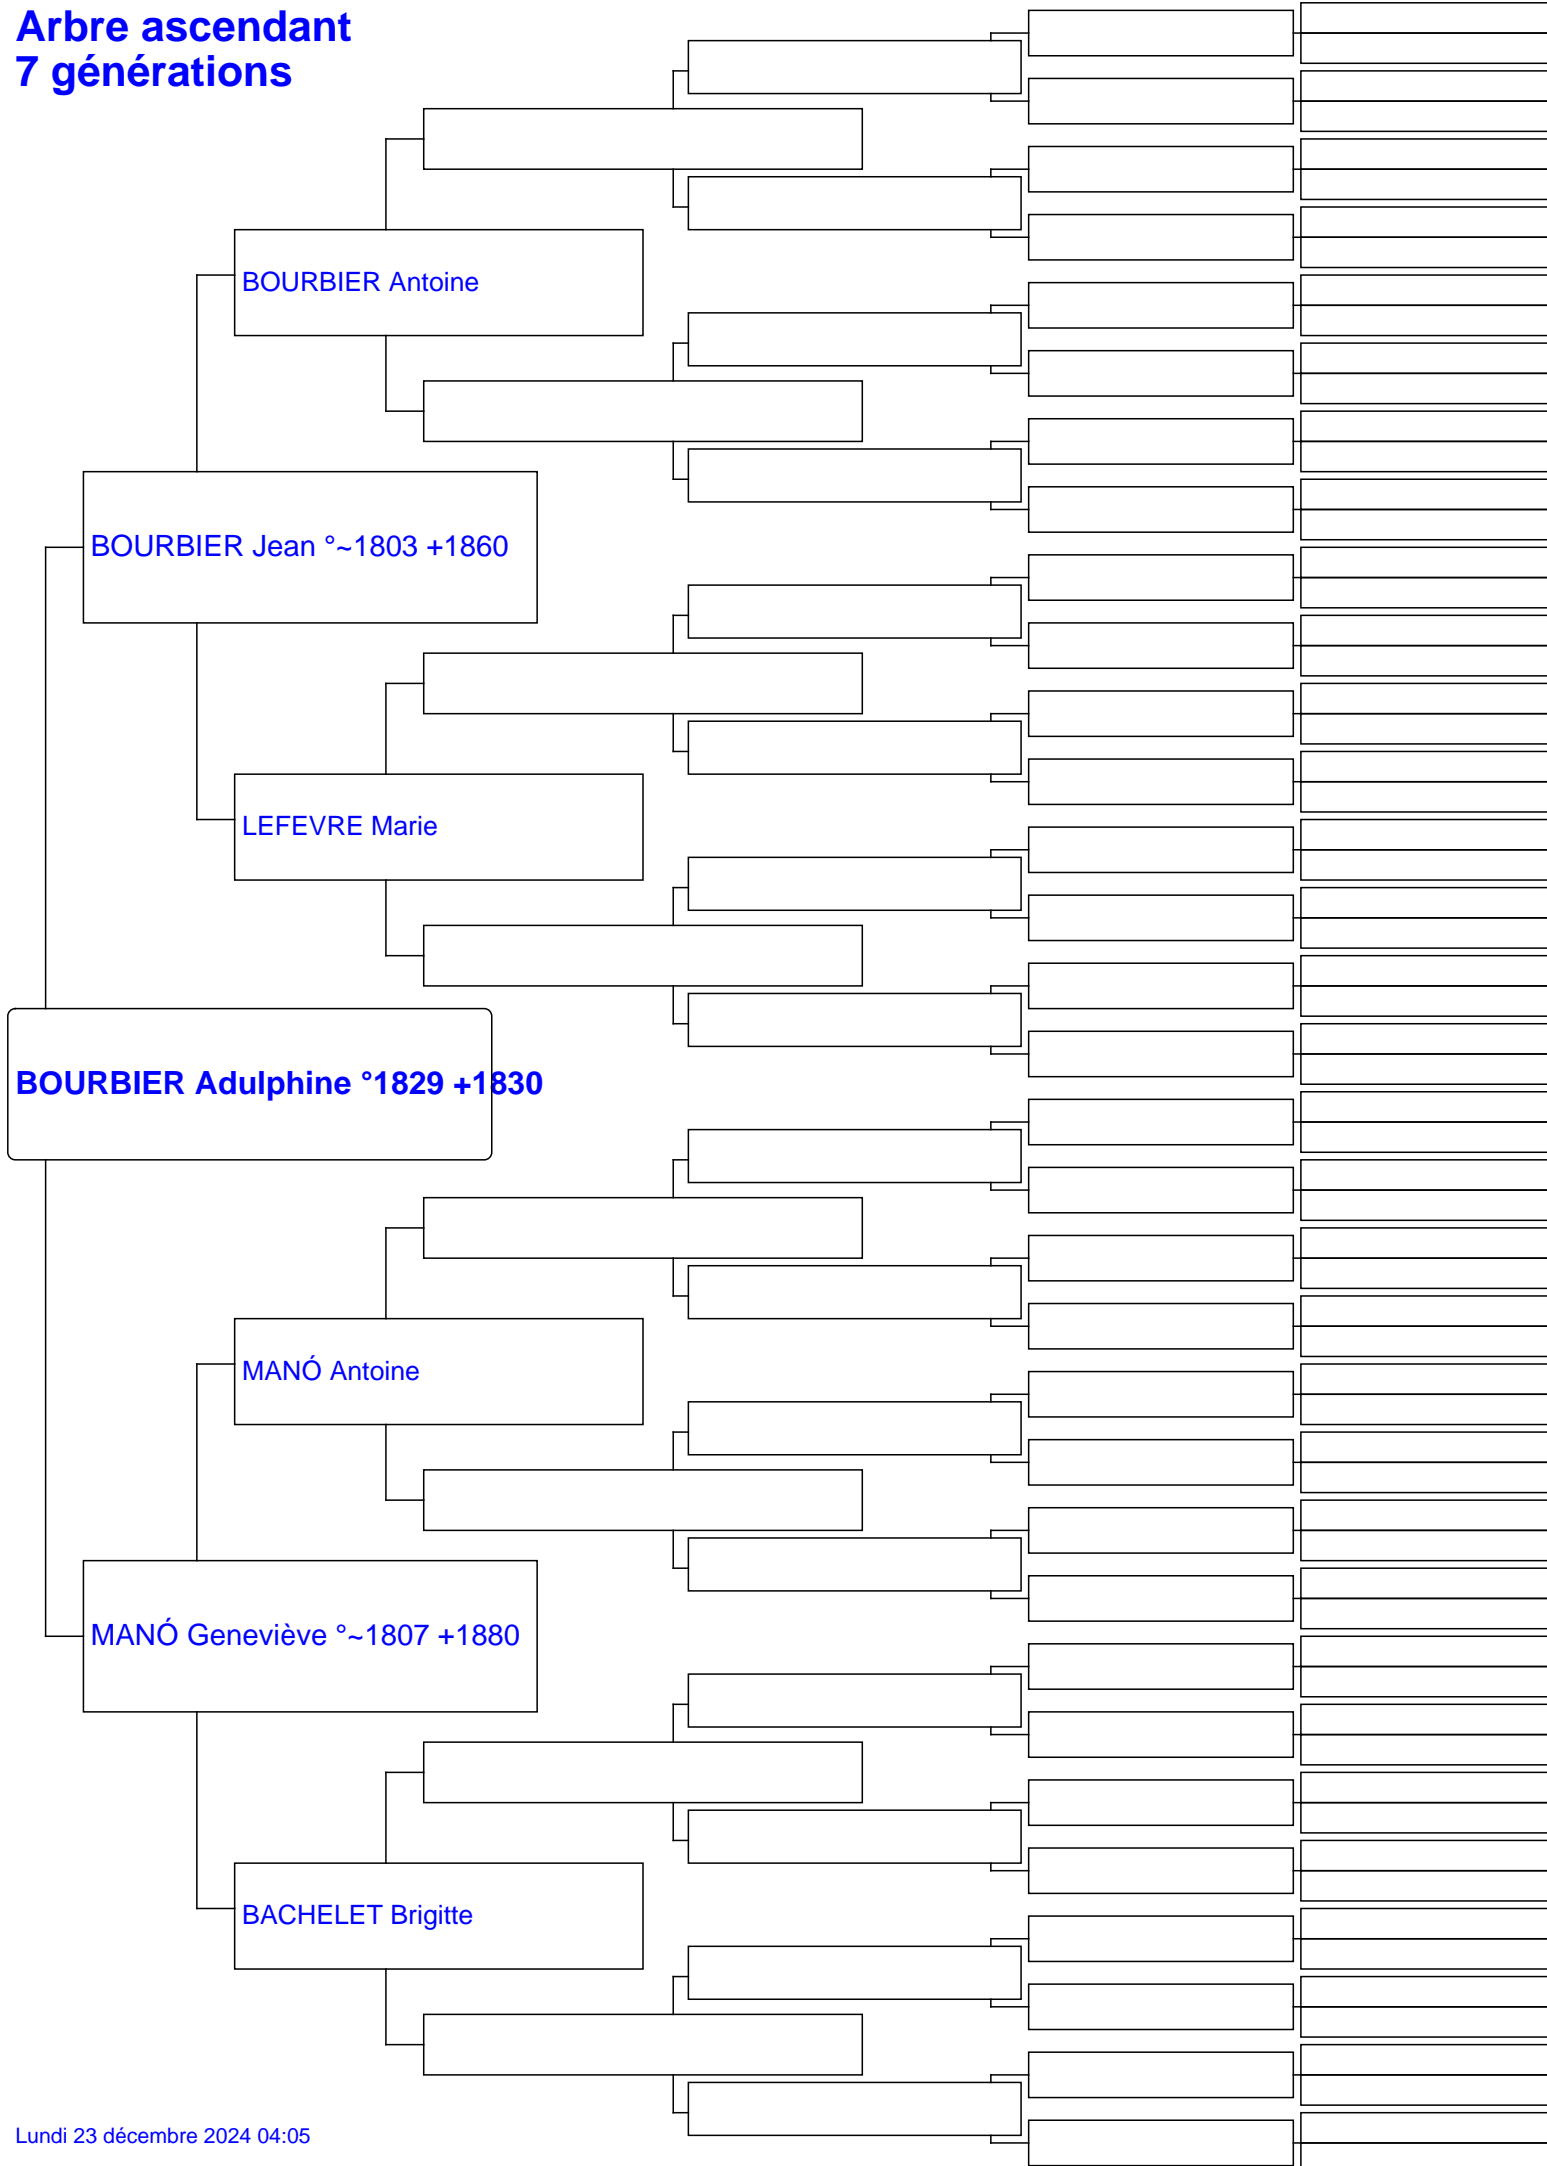 Arbre ascendant
7 générations
BOURBIER Antoine
BOURBIER Jean °~1803 +1860
LEFEVRE Marie
BOURBIER Adulphine °1829 +1830
MANÓ Antoine
MANÓ Geneviève °~1807 +1880
BACHELET Brigitte
Lundi 23 décembre 2024 04:05